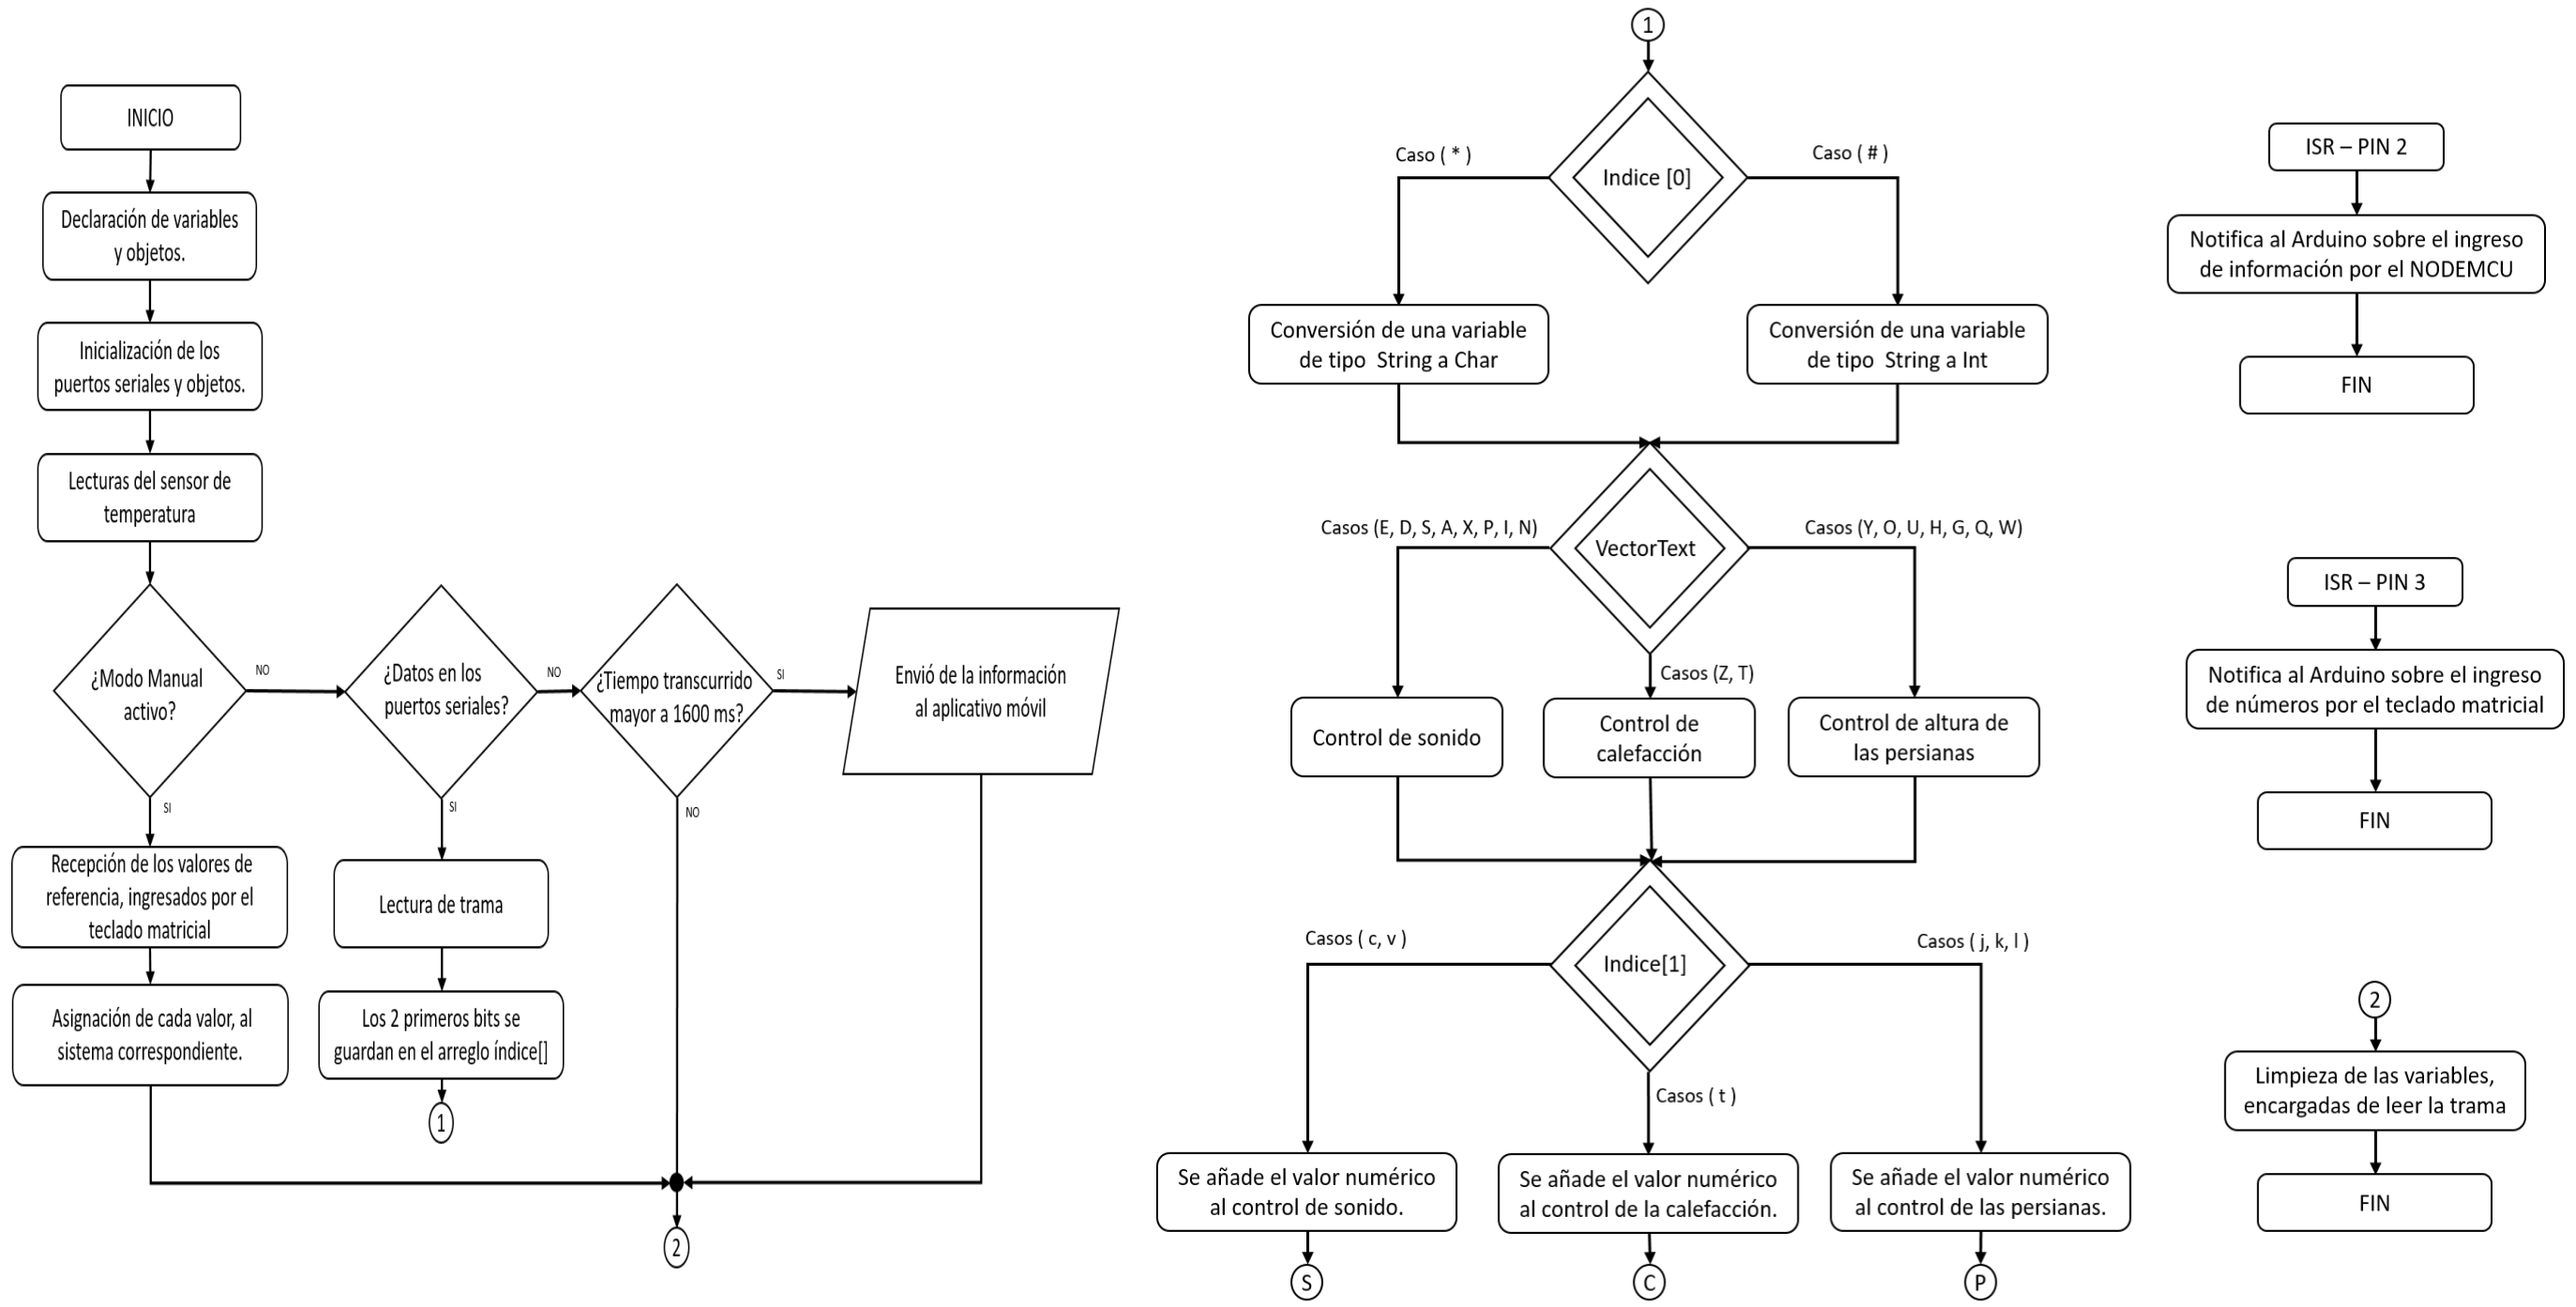 INICIO
Declaración de variables
y objetos.
Inicialización de los
puertos seriales y objetos.
Lecturas del sensor de
temperatura
¿Modo Manual
activo?
NO
SI
¿Datos en los
puertos seriales?
NO
SI
¿Tiempo transcurrido
mayor a 1600 ms?
SI
NO
Envió de la información
al aplicativo móvil
Recepción de los valores de
referencia, ingresados por el
teclado matricial
Asignación de cada valor, al
sistema correspondiente.
Lectura de trama
Los 2 primeros bits se
guardan en el arreglo índice[]
1
2
1
Indice [0]
Caso ( * )
Caso ( # )
Conversión de una variable
de tipo  String a Char
Conversión de una variable
de tipo  String a Int
VectorText
Casos (E, D, S, A, X, P, I, N)
Casos (Y, O, U, H, G, Q, W)
Casos (Z, T)
Control de sonido
Control de
calefacción
Control de altura de
las persianas
Indice[1]
Casos ( c, v )
Casos ( j, k, l )
Casos ( t )
Se añade el valor numérico
al control de sonido.
Se añade el valor numérico
al control de la calefacción.
Se añade el valor numérico
al control de las persianas.
S
C
P
ISR – PIN 2
Notifica al Arduino sobre el ingreso
de información por el NODEMCU
FIN
ISR – PIN 3
Notifica al Arduino sobre el ingreso
de números por el teclado matricial
FIN
2
Limpieza de las variables,
encargadas de leer la trama
FIN